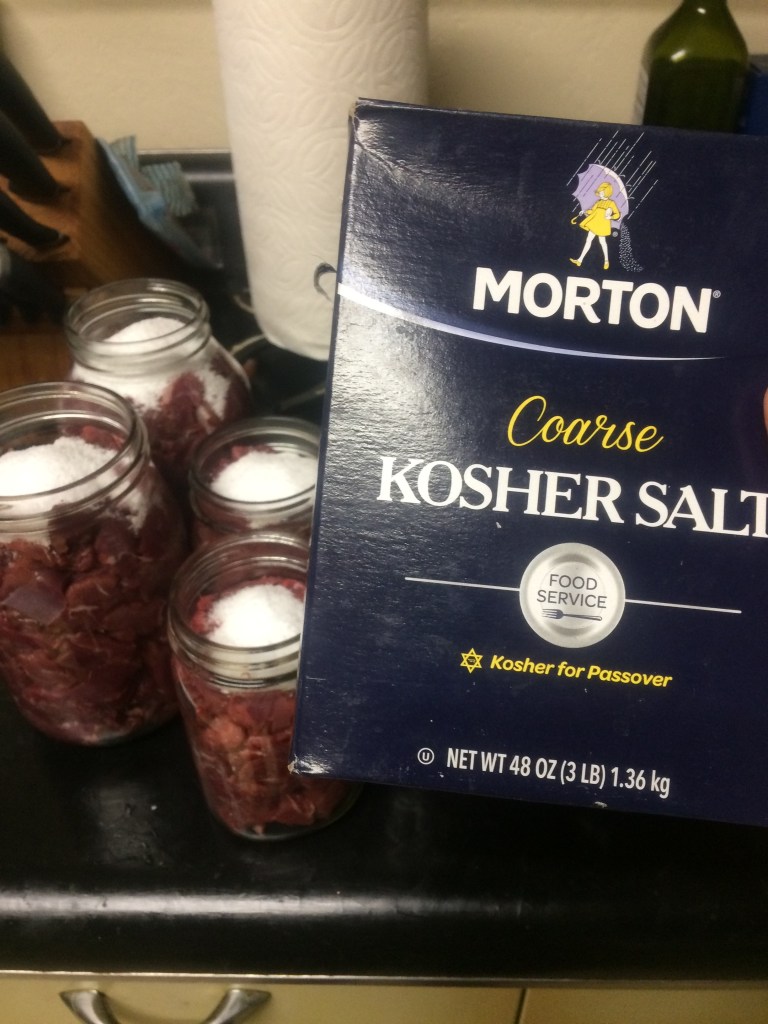 MORTON®
Coarse
KOSHER SALT
FOOD
SERVICE
Kosher for Passover
U NET WT 48 OZ (3 LB) 1.36 kg